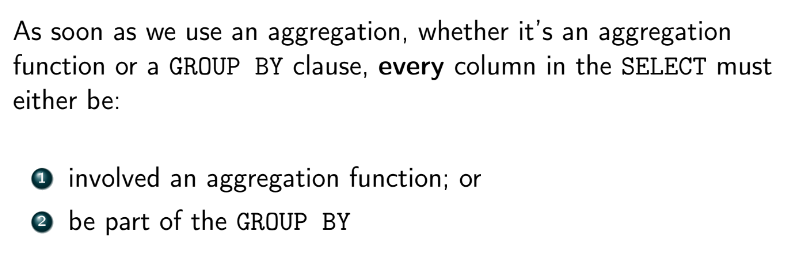 As soon as we use an aggregation, whether it's an aggregation
function or a GROUP BY clause, every column in the SELECT must
either be:
1 involved an aggregation function; or
2 be part of the GROUP BY